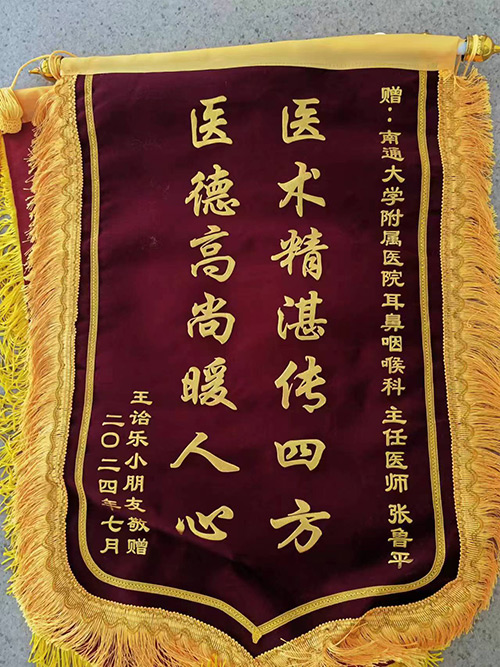 赠：南通大学附属医院耳鼻咽喉科 主任医师 张鲁平
医术精湛传四方
医德高尚暖人心
王诒乐小朋友敬赠
二〇二四年七月